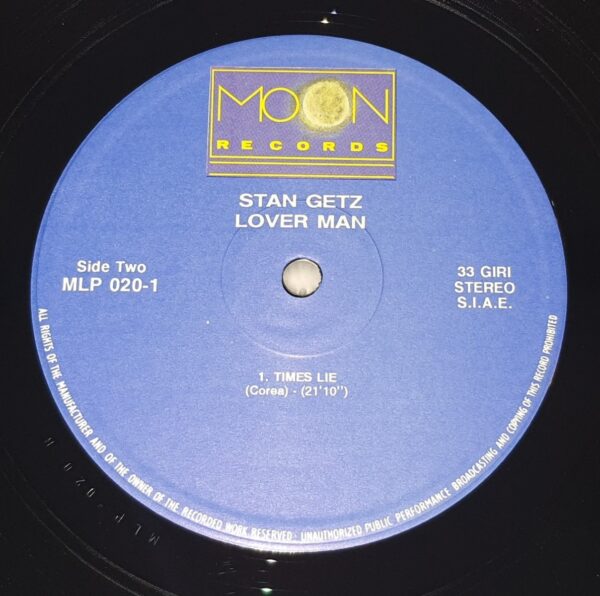 MOON
RECORDS
STAN GETZ
LOVER MAN
Side Two
MLP 020-1
33 GIRI
STEREO
S.I.A.E.
1. TIMES LIE
(Corea) - (21'10'')
ALL RIGHTS OF THE MANUFACTURER AND OF THE OWNER OF THE RECORDED WORK RESERVED - UNAUTHORIZED PUBLIC PERFORMANCE BROADCASTING AND COPYING OF THIS RECORD PROHIBITED